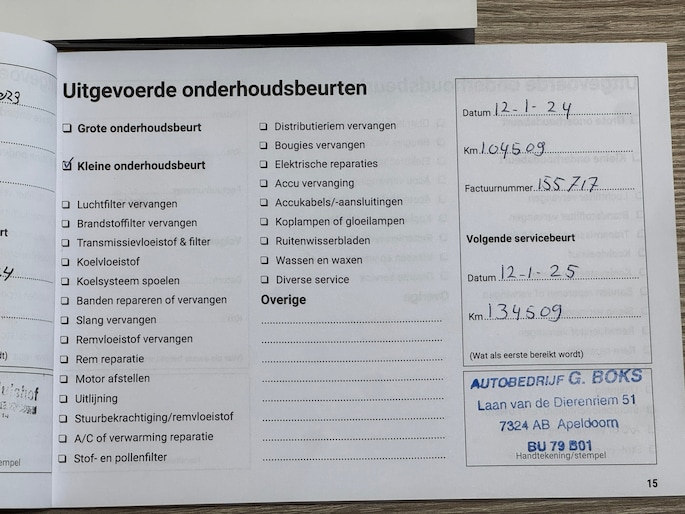 Uitgevoerde onderhoudsbeurten
Grote onderhoudsbeurt
Kleine onderhoudsbeurt
Luchtfilter vervangen
Brandstoffilter vervangen
Transmissievloeistof & filter
Koelvloeistof
Koelsysteem spoelen
Banden repareren of vervangen
Slang vervangen
Remvloeistof vervangen
Rem reparatie
Motor afstellen
Uitlijning
Stuurbekrachtiging/remvloeistof
A/C of verwarming reparatie
Stof- en pollenfilter
Distributieriem vervangen
Bougies vervangen
Elektrische reparaties
Accu vervanging
Accukabels/-aansluitingen
Koplampen of gloeilampen
Ruitenwisserbladen
Wassen en waxen
Diverse service
Overige
Datum 12-1-24
Km 104509
Factuurnummer 155717
Volgende servicebeurt
Datum 12-1-25
Km 134509
(Wat als eerste bereikt wordt)
AUTOBEDRIJF G. BOKS
Laan van de Dierenriem 51
7324 AB Apeldoorn
BU 79 B01
Handtekening/stempel
15